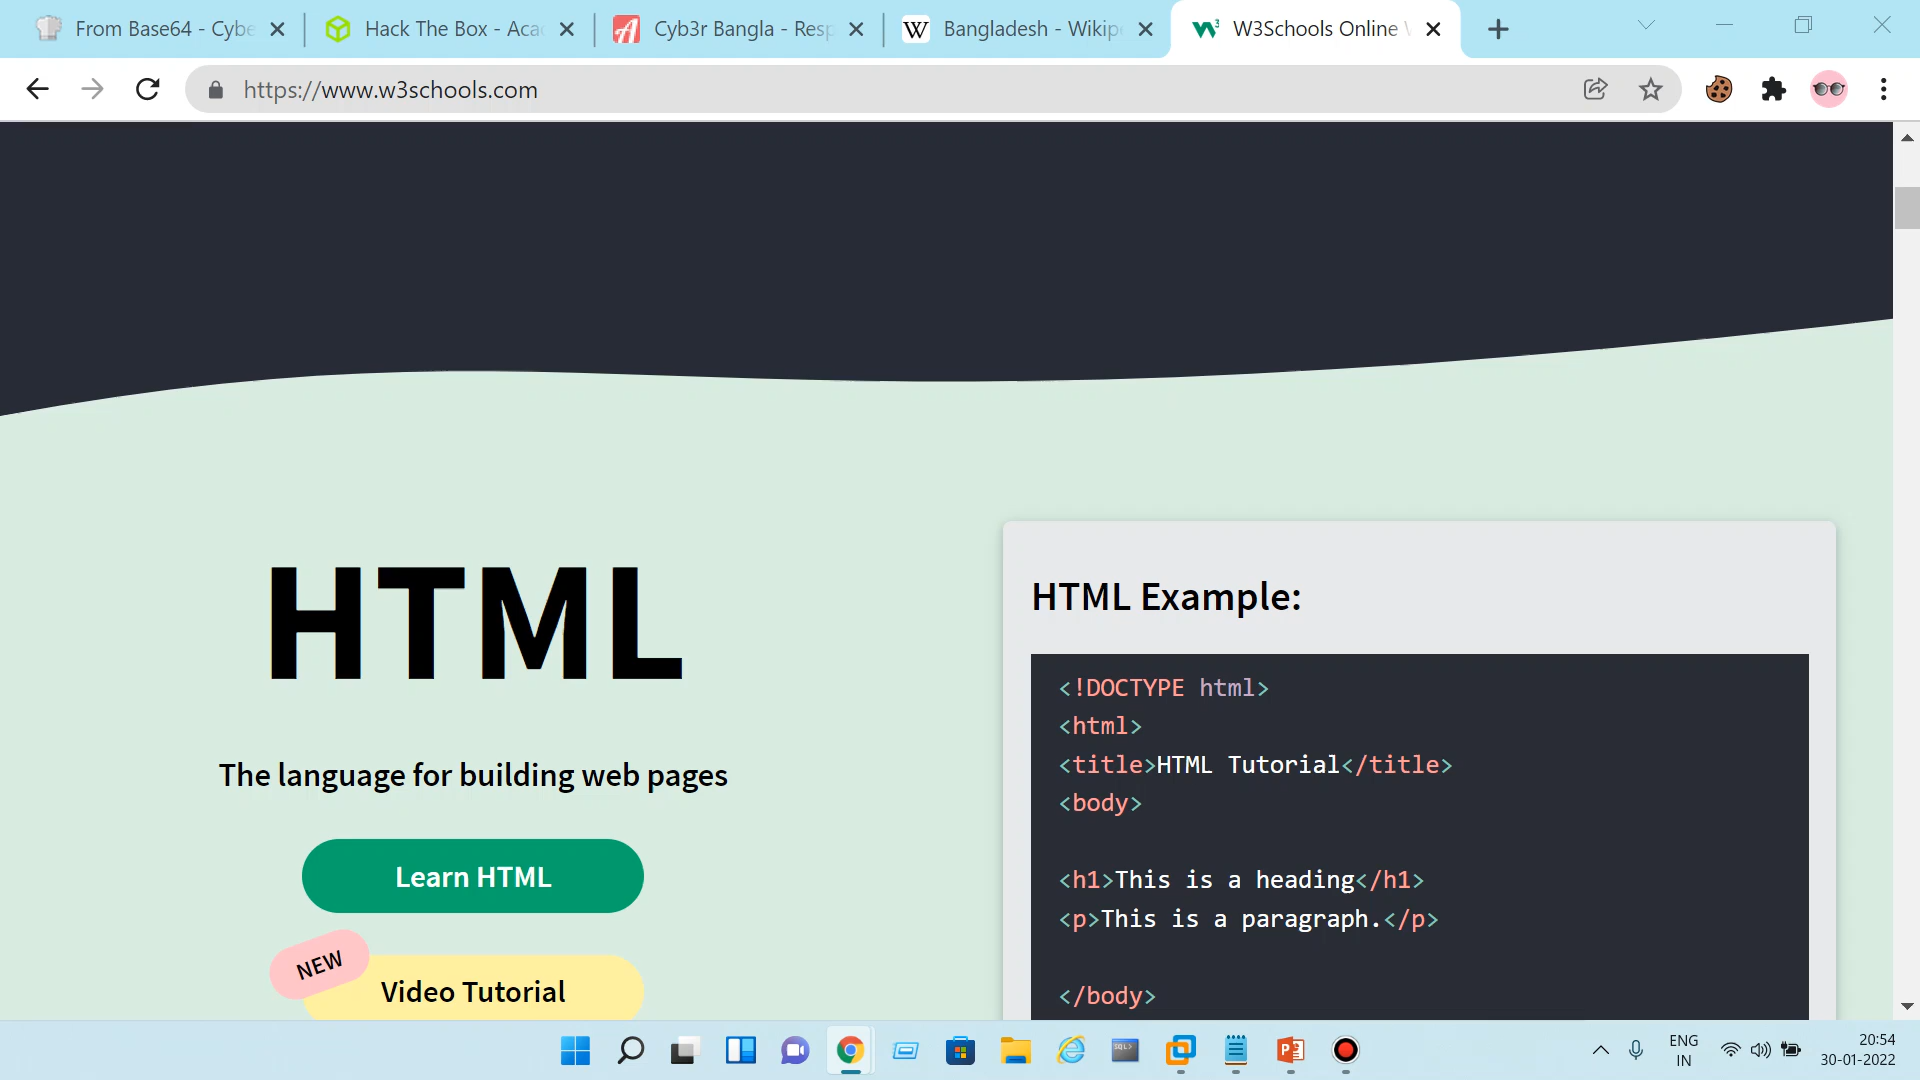 From Base64 - Cybe
Hack The Box - Aca
Cyb3r Bangla - Resp
W
Bangladesh - Wikipe
W3Schools Online
https://www.w3schools.com
HTML
The language for building web pages
Learn HTML
NEW
Video Tutorial
HTML Example:
<!DOCTYPE html>
<html>
<title>HTML Tutorial</title>
<body>
<h1>This is a heading</h1>
<p>This is a paragraph.</p>
</body>
SQL>
ENG
IN
20:54
30-01-2022